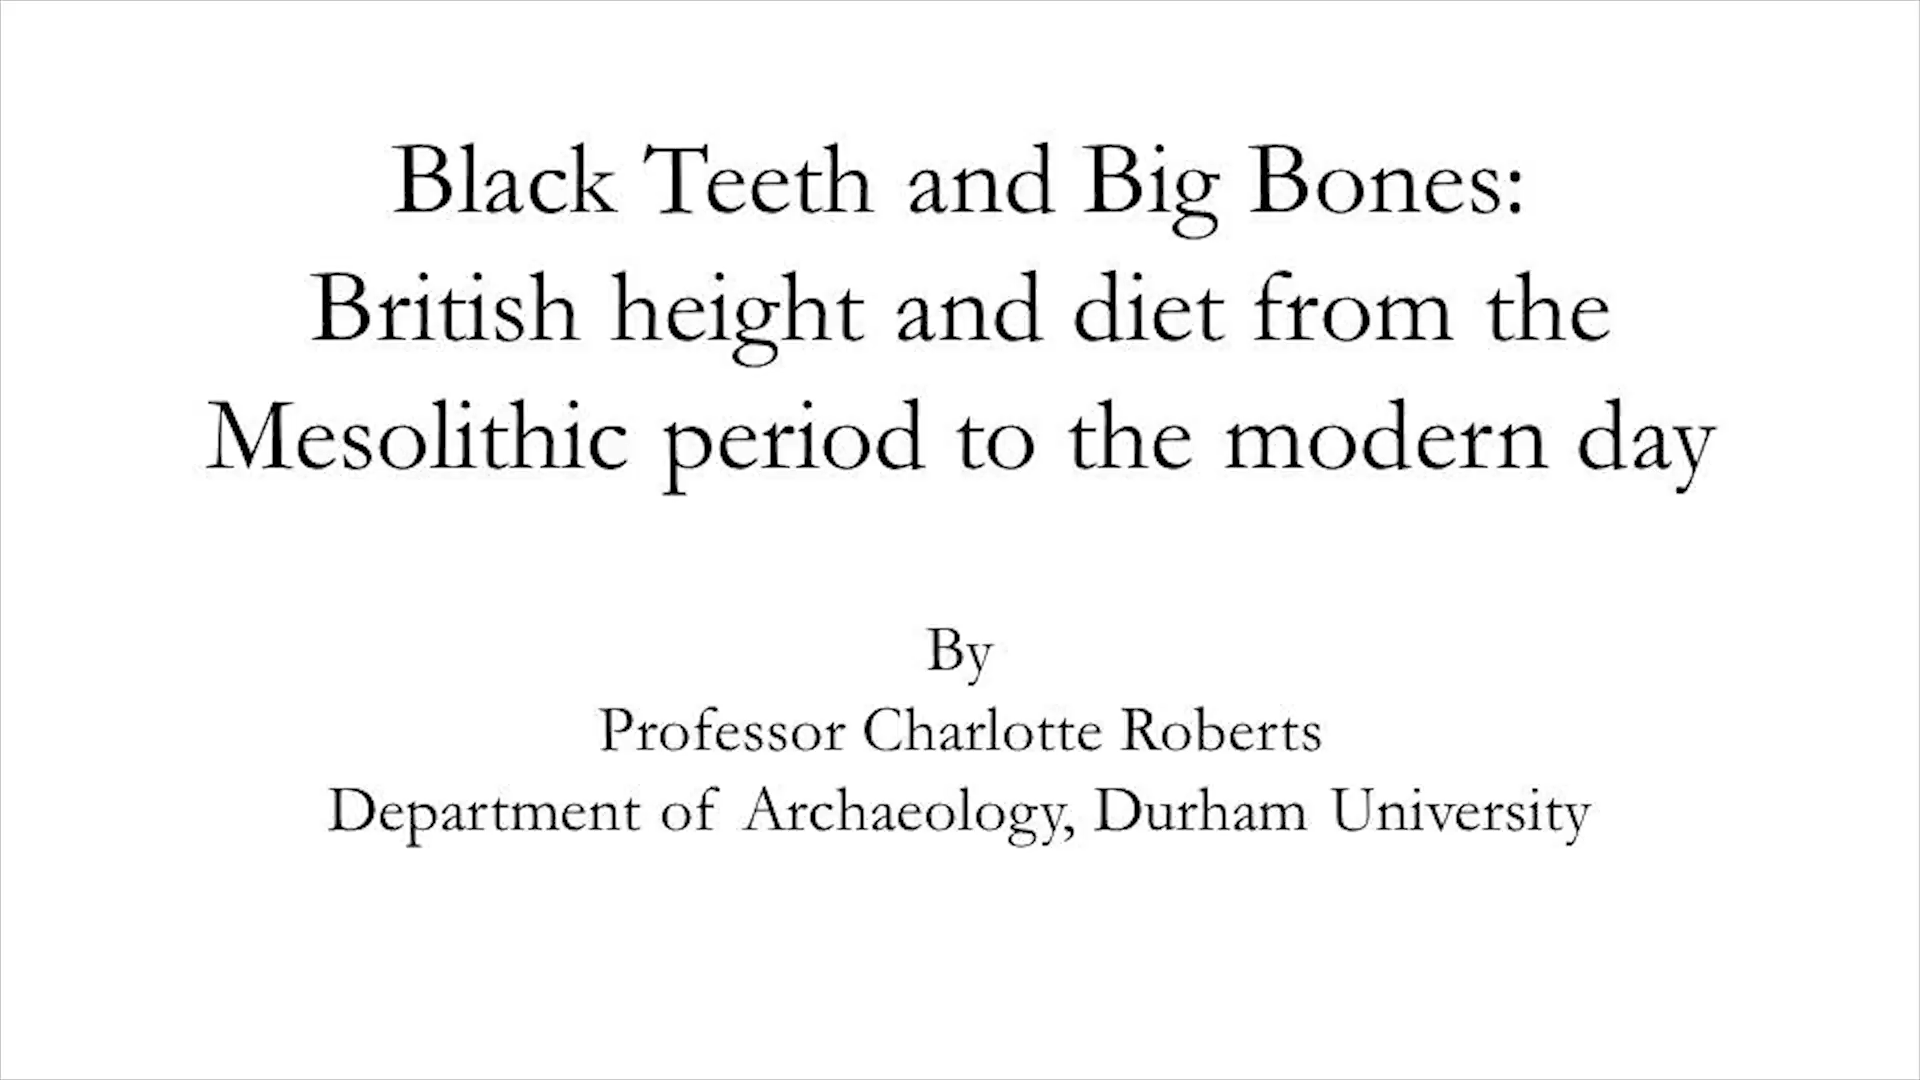 Black Teeth and Big Bones:
British height and diet from the
Mesolithic period to the modern day
By
Professor Charlotte Roberts
Department of Archaeology, Durham University